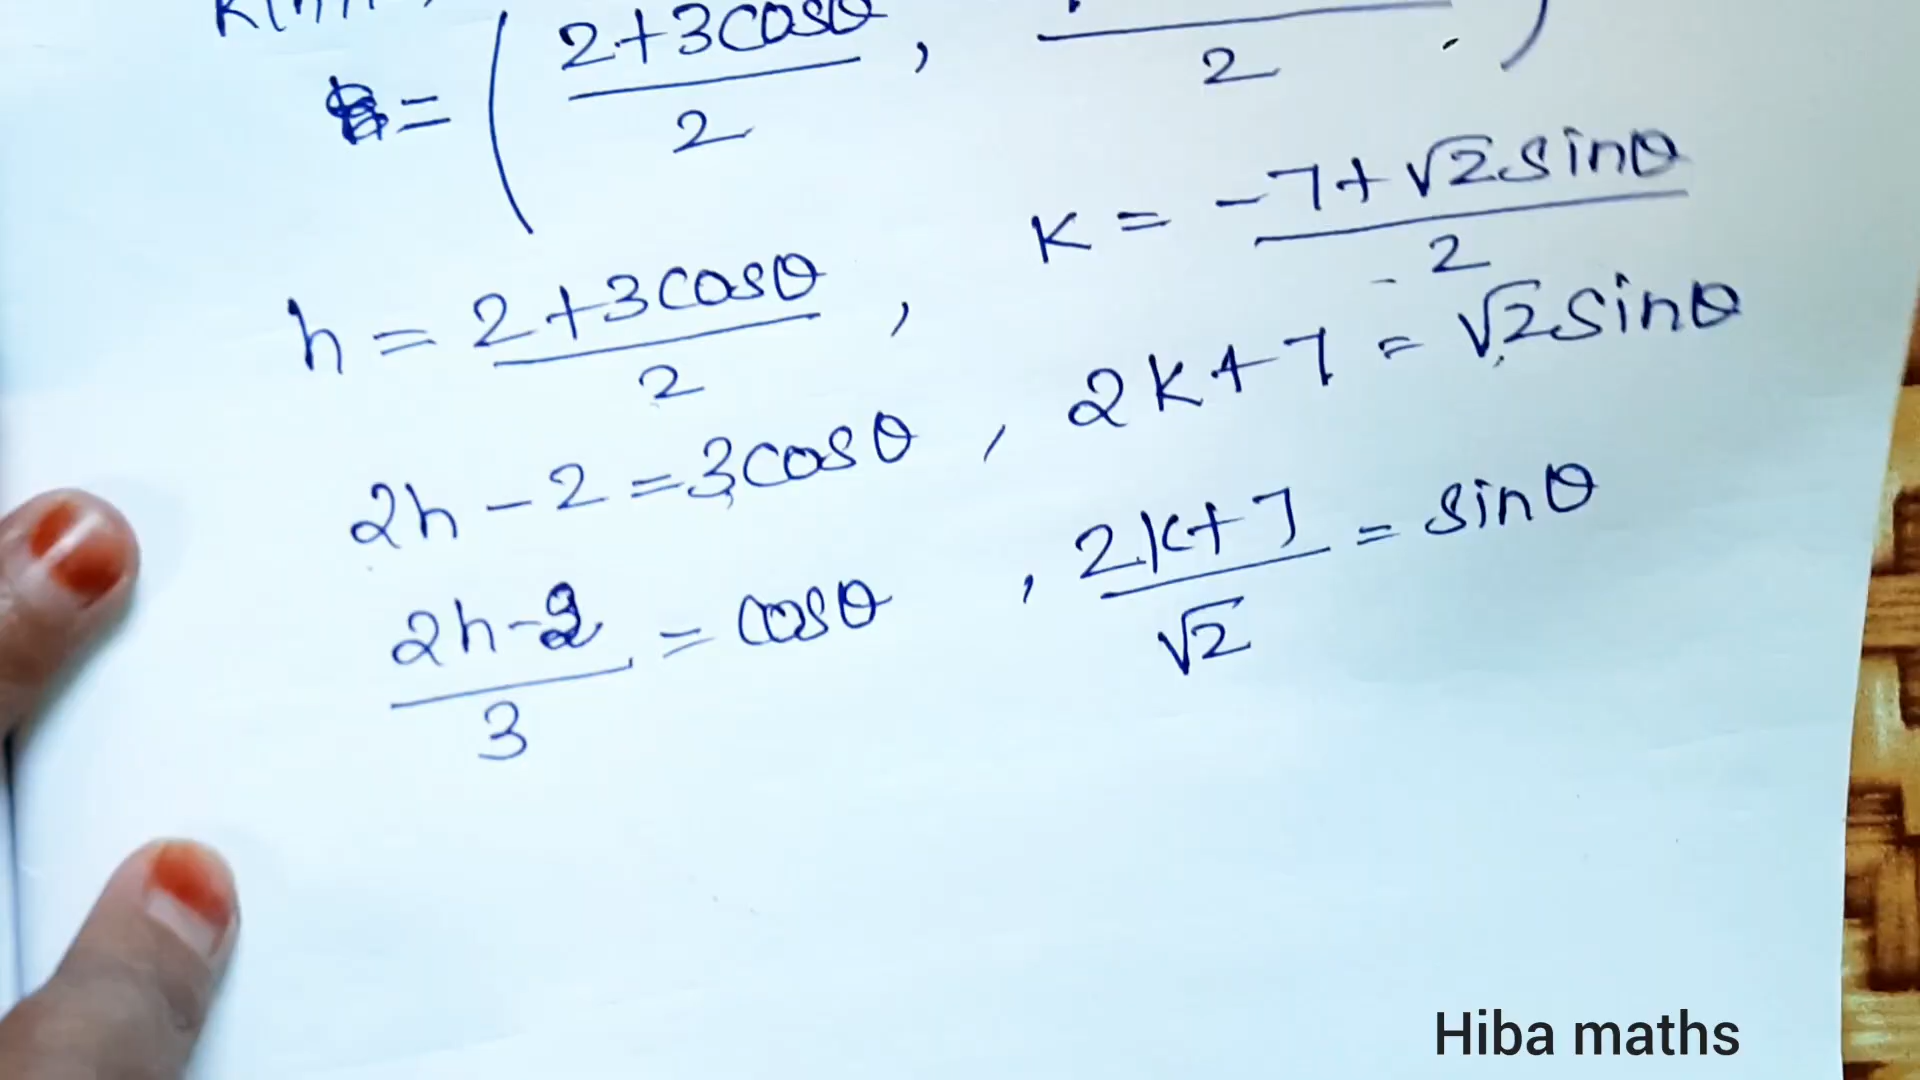 = ( 2+3cosθ / 2 , / 2 )
h = 2+3cosθ / 2 , K = -7+√2sinθ / 2
2h - 2 = 3cosθ , 2K+7 = √2sinθ
2h-2 / 3 = cosθ , 2K+7 / √2 = sinθ
Hiba maths